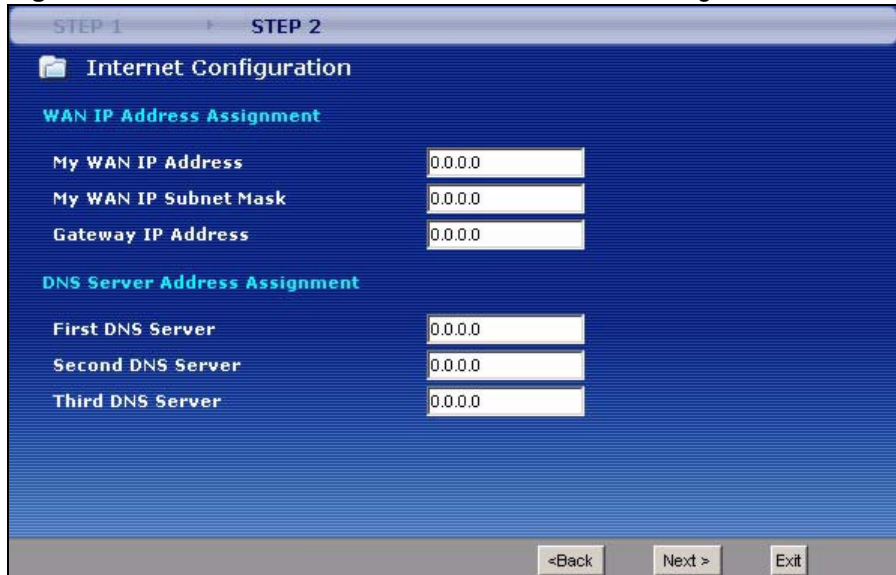 STEP 1 STEP 2
Internet Configuration
WAN IP Address Assignment
My WAN IP Address 0.0.0.0
My WAN IP Subnet Mask 0.0.0.0
Gateway IP Address 0.0.0.0
DNS Server Address Assignment
First DNS Server 0.0.0.0
Second DNS Server 0.0.0.0
Third DNS Server 0.0.0.0
<Back Next > Exit